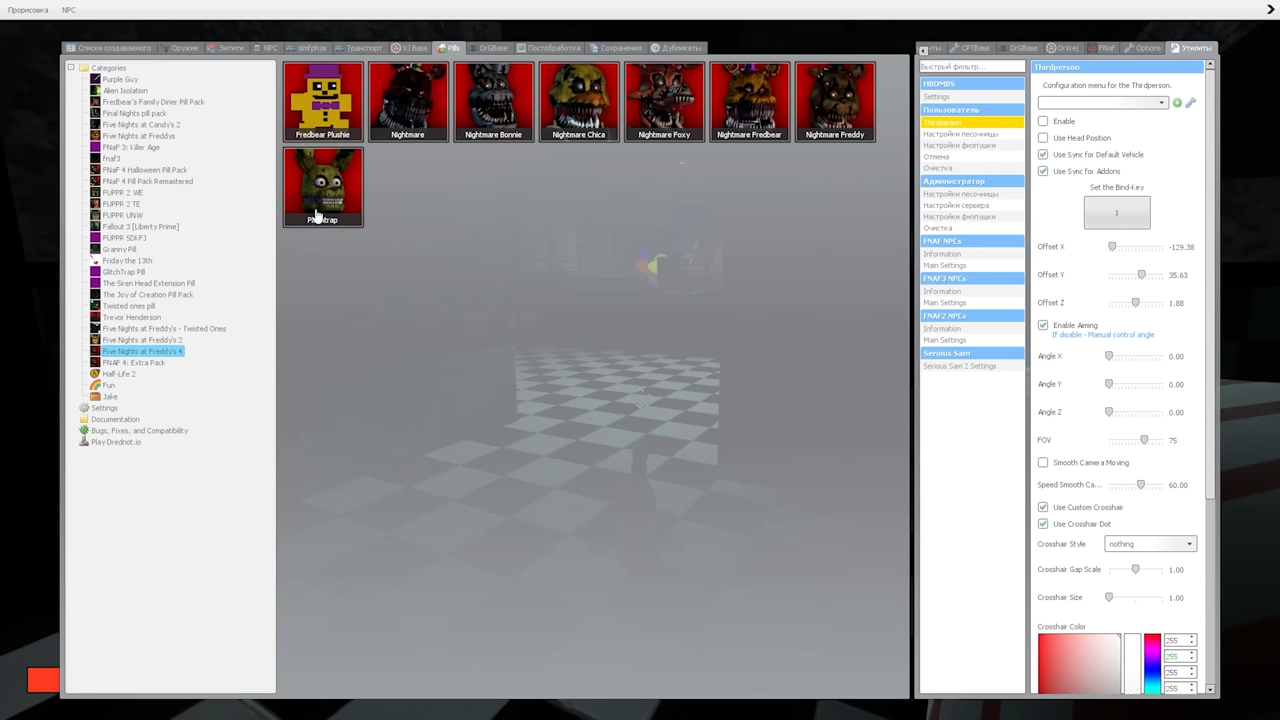 Прорисовка NPC
Списки создаваемого Оружие Энтити NPC simfphys Транспорт VJ Base Pills DrGBase Постобработка Сохранения Дубликаты
CPTBase DrGBase DrVrej FNaF Options Утилиты
Categories
Purple Guy
Alien Isolation
Fredbear's Family Diner Pill Pack
Final Nights pill pack
Five Nights at Candy's 2
Five Nights at Freddys
FNaF 3: Killer Age
fnaf3
FNaF 4 Halloween Pill Pack
FNaF 4 Pill Pack Remastered
FUPPR 2 WE
FUPPR 2 TE
FUPPR UNW
Fallout 3 [Liberty Prime]
FUPPR SDI:FJ
Granny Pill
Friday the 13th
GlitchTrap Pill
The Siren Head Extension Pill
The Joy of Creation Pill Pack
Twisted ones pill
Trevor Henderson
Five Nights at Freddy's - Twisted Ones
Five Nights at Freddy's 2
Five Nights at Freddy's 4
FNAF 4: Extra Pack
Half-Life 2
Fun
Jake
Settings
Documentation
Bugs, Fixes, and Compatibility
Play Drednot.io
Fredbear Plushie
Nightmare
Nightmare Bonnie
Nightmare Chica
Nightmare Foxy
Nightmare Fredbear
Nightmare Freddy
Быстрый фильтр...
HBOMBS
Settings
Пользователь
Thirdperson
Настройки песочницы
Настройки физпушки
Отмена
Очистка
Администратор
Настройки песочницы
Настройки сервера
Настройки физпушки
Очистка
FNAF NPCs
Information
Main Settings
FNAF3 NPCs
Information
Main Settings
FNAF2 NPCs
Information
Main Settings
Serious Sam
Serious Sam 2 Settings
Thirdperson
Configuration menu for the Thirdperson.
Enable
Use Head Position
Use Sync for Default Vehicle
Use Sync for Addons
Set the Bind-Key
I
Offset X -129.38
Offset Y 35.63
Offset Z 1.88
Enable Aiming
If disable - Manual control angle
Angle X 0.00
Angle Y 0.00
Angle Z 0.00
FOV 75
Smooth Camera Moving
Speed Smooth Ca... 60.00
Use Custom Crosshair
Use Crosshair Dot
Crosshair Style nothing
Crosshair Gap Scale 1.00
Crosshair Size 1.00
Crosshair Color
255
255
255
255